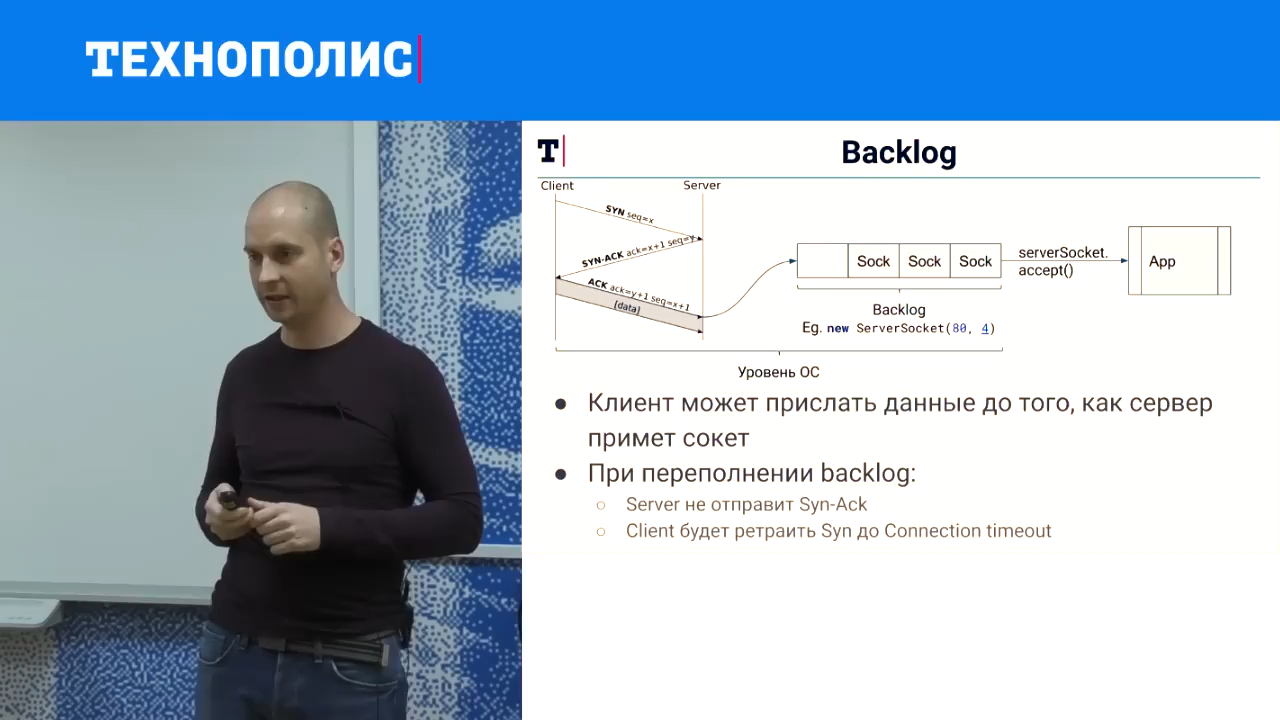 ТЕХНОПОЛИС
T
Backlog
Client
Server
SYN seq=x
SYN-ACK ack=x+1 seq=y
ACK ack=y+1 seq=x+1
[data]
Sock
Sock
Sock
serverSocket.
accept()
App
Backlog
Eg. new ServerSocket(80, 4)
Уровень ОС
● Клиент может прислать данные до того, как сервер
примет сокет
● При переполнении backlog:
○ Server не отправит Syn-Ack
○ Client будет ретраить Syn до Connection timeout